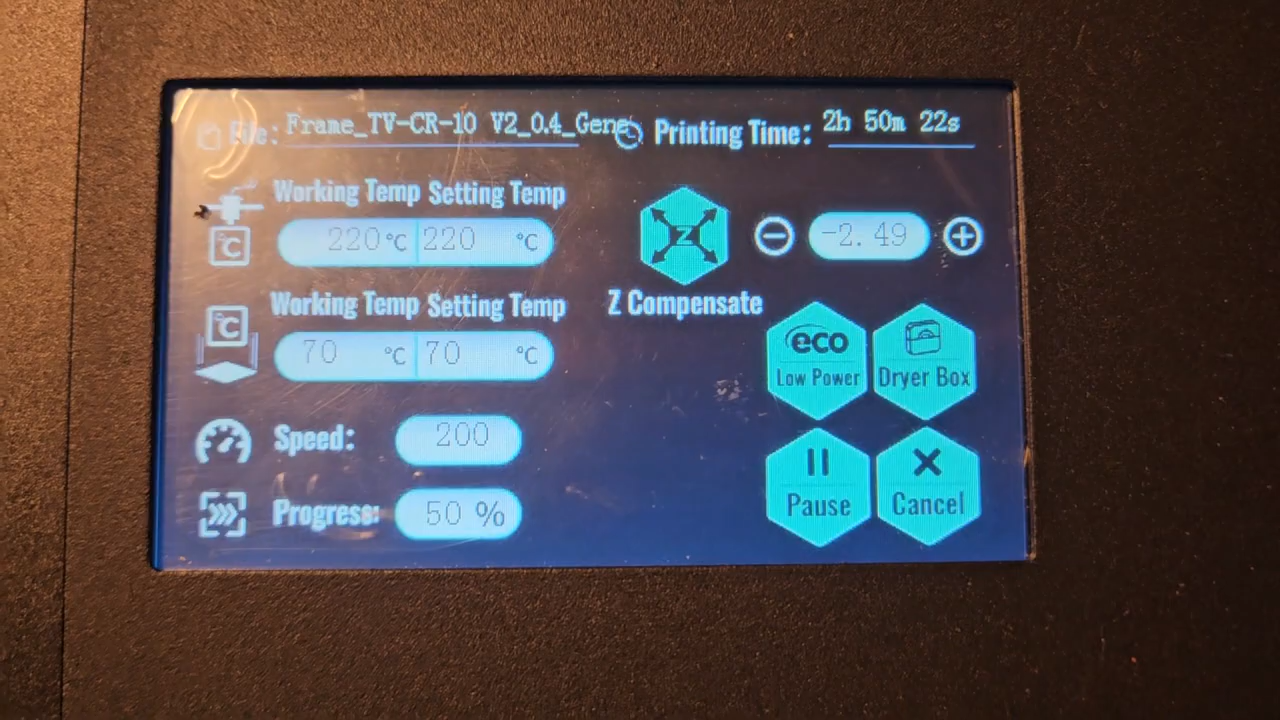 File: Frame_TV-CR-10 V2_0.4_Gene
Printing Time: 2h 50m 22s
Working Temp Setting Temp
°C 220 °C 220 °C
Z -2.49
Working Temp Setting Temp
Z Compensate
°C 70 °C 70 °C
eco Low Power
Dryer Box
Speed: 200
Progress: 50 %
Pause
Cancel